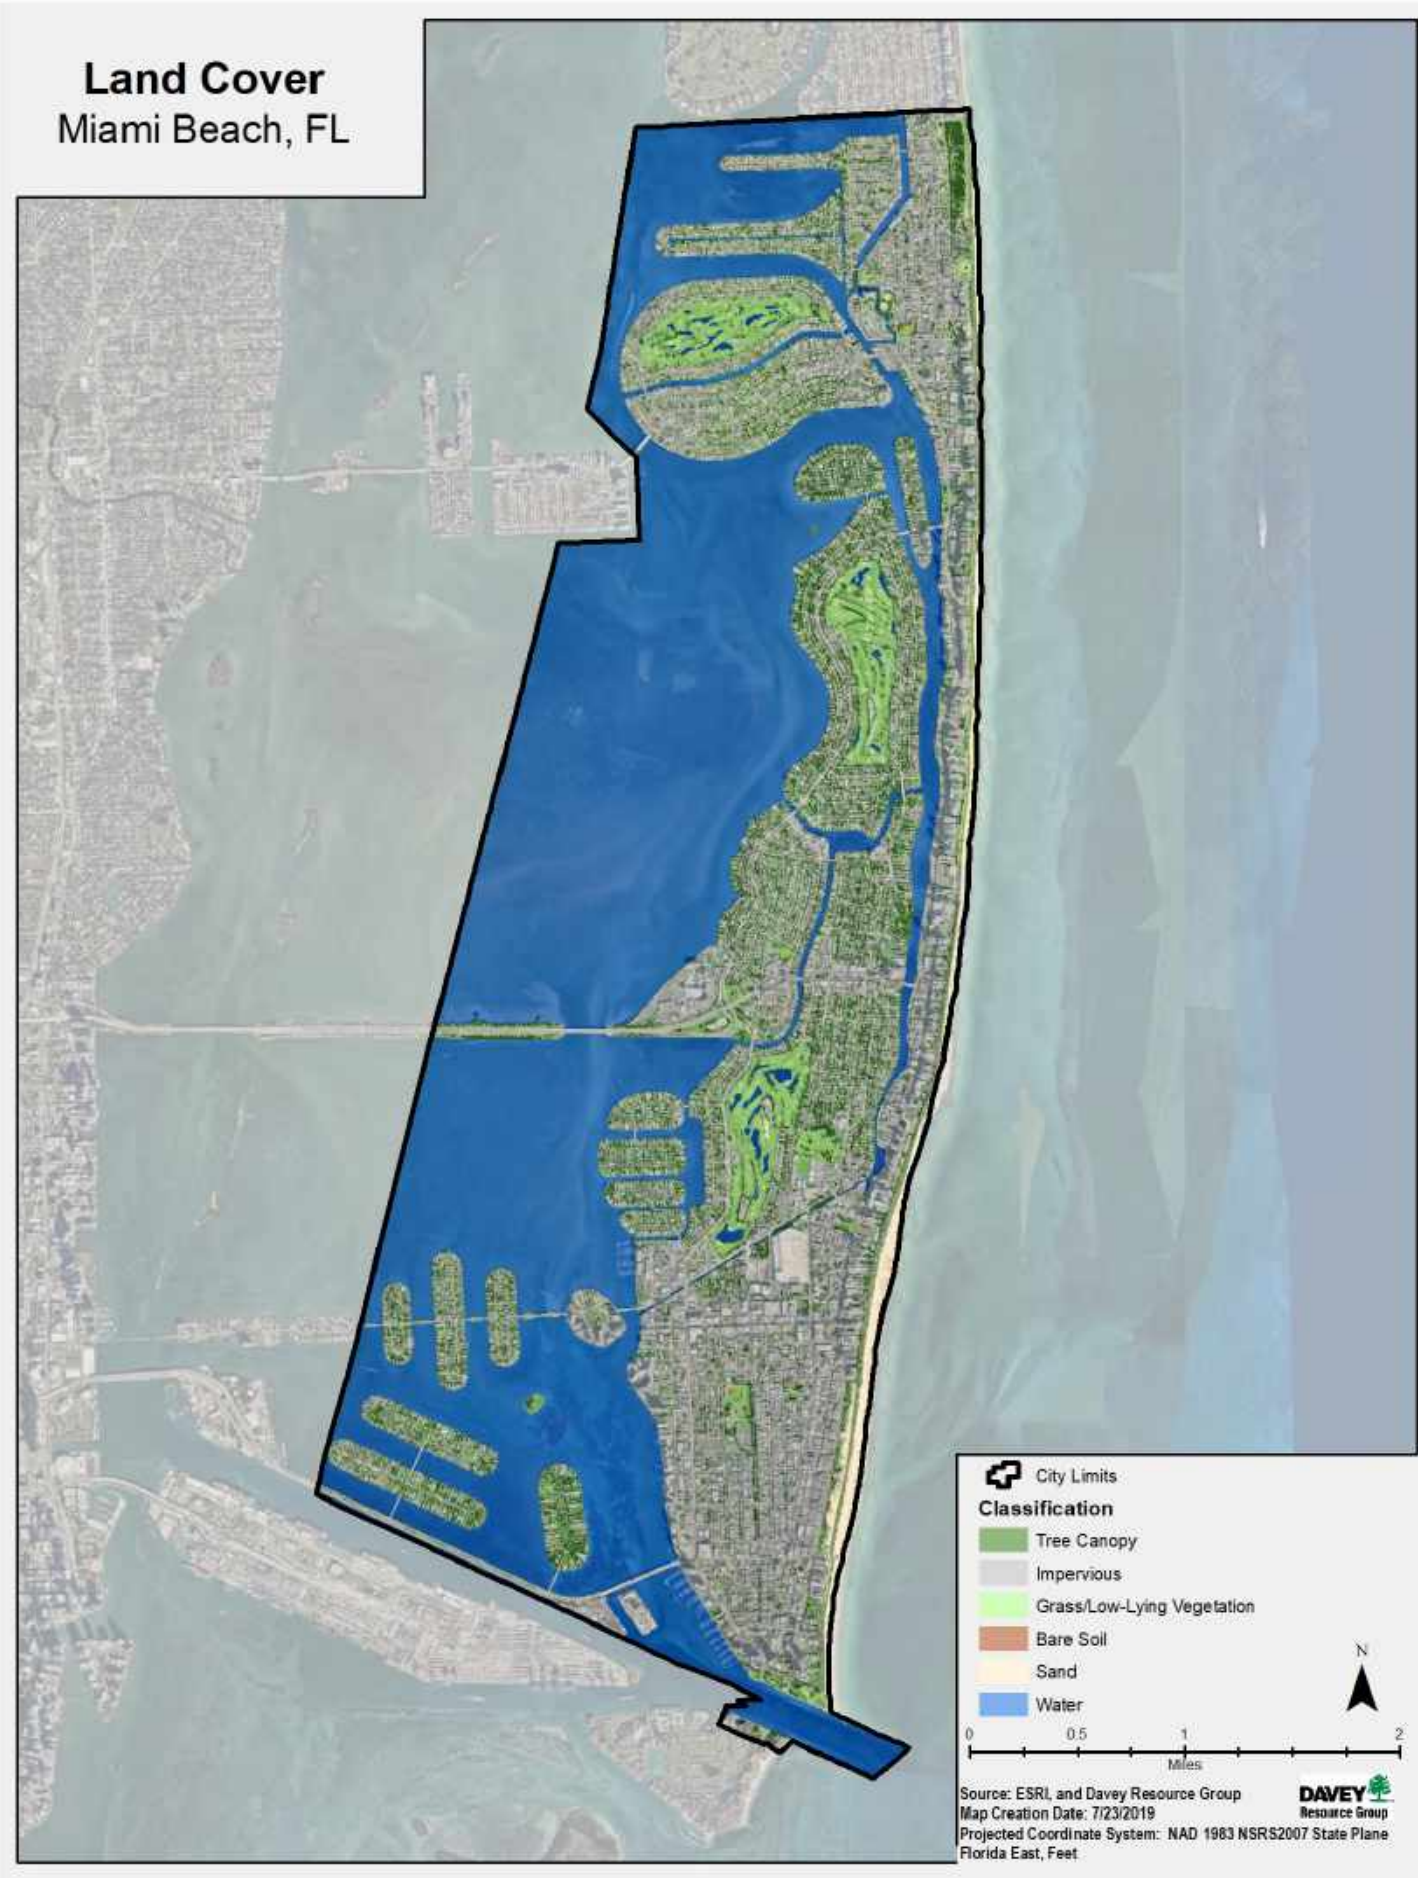 Land Cover
Miami Beach, FL
City Limits
Classification
Tree Canopy
Impervious
Grass/Low-Lying Vegetation
Bare Soil
Sand
Water
N
0 0.5 1 2
Miles
Source: ESRI, and Davey Resource Group
Map Creation Date: 7/23/2019
Projected Coordinate System: NAD 1983 NSRS2007 State Plane
Florida East, Feet
DAVEY
Resource Group